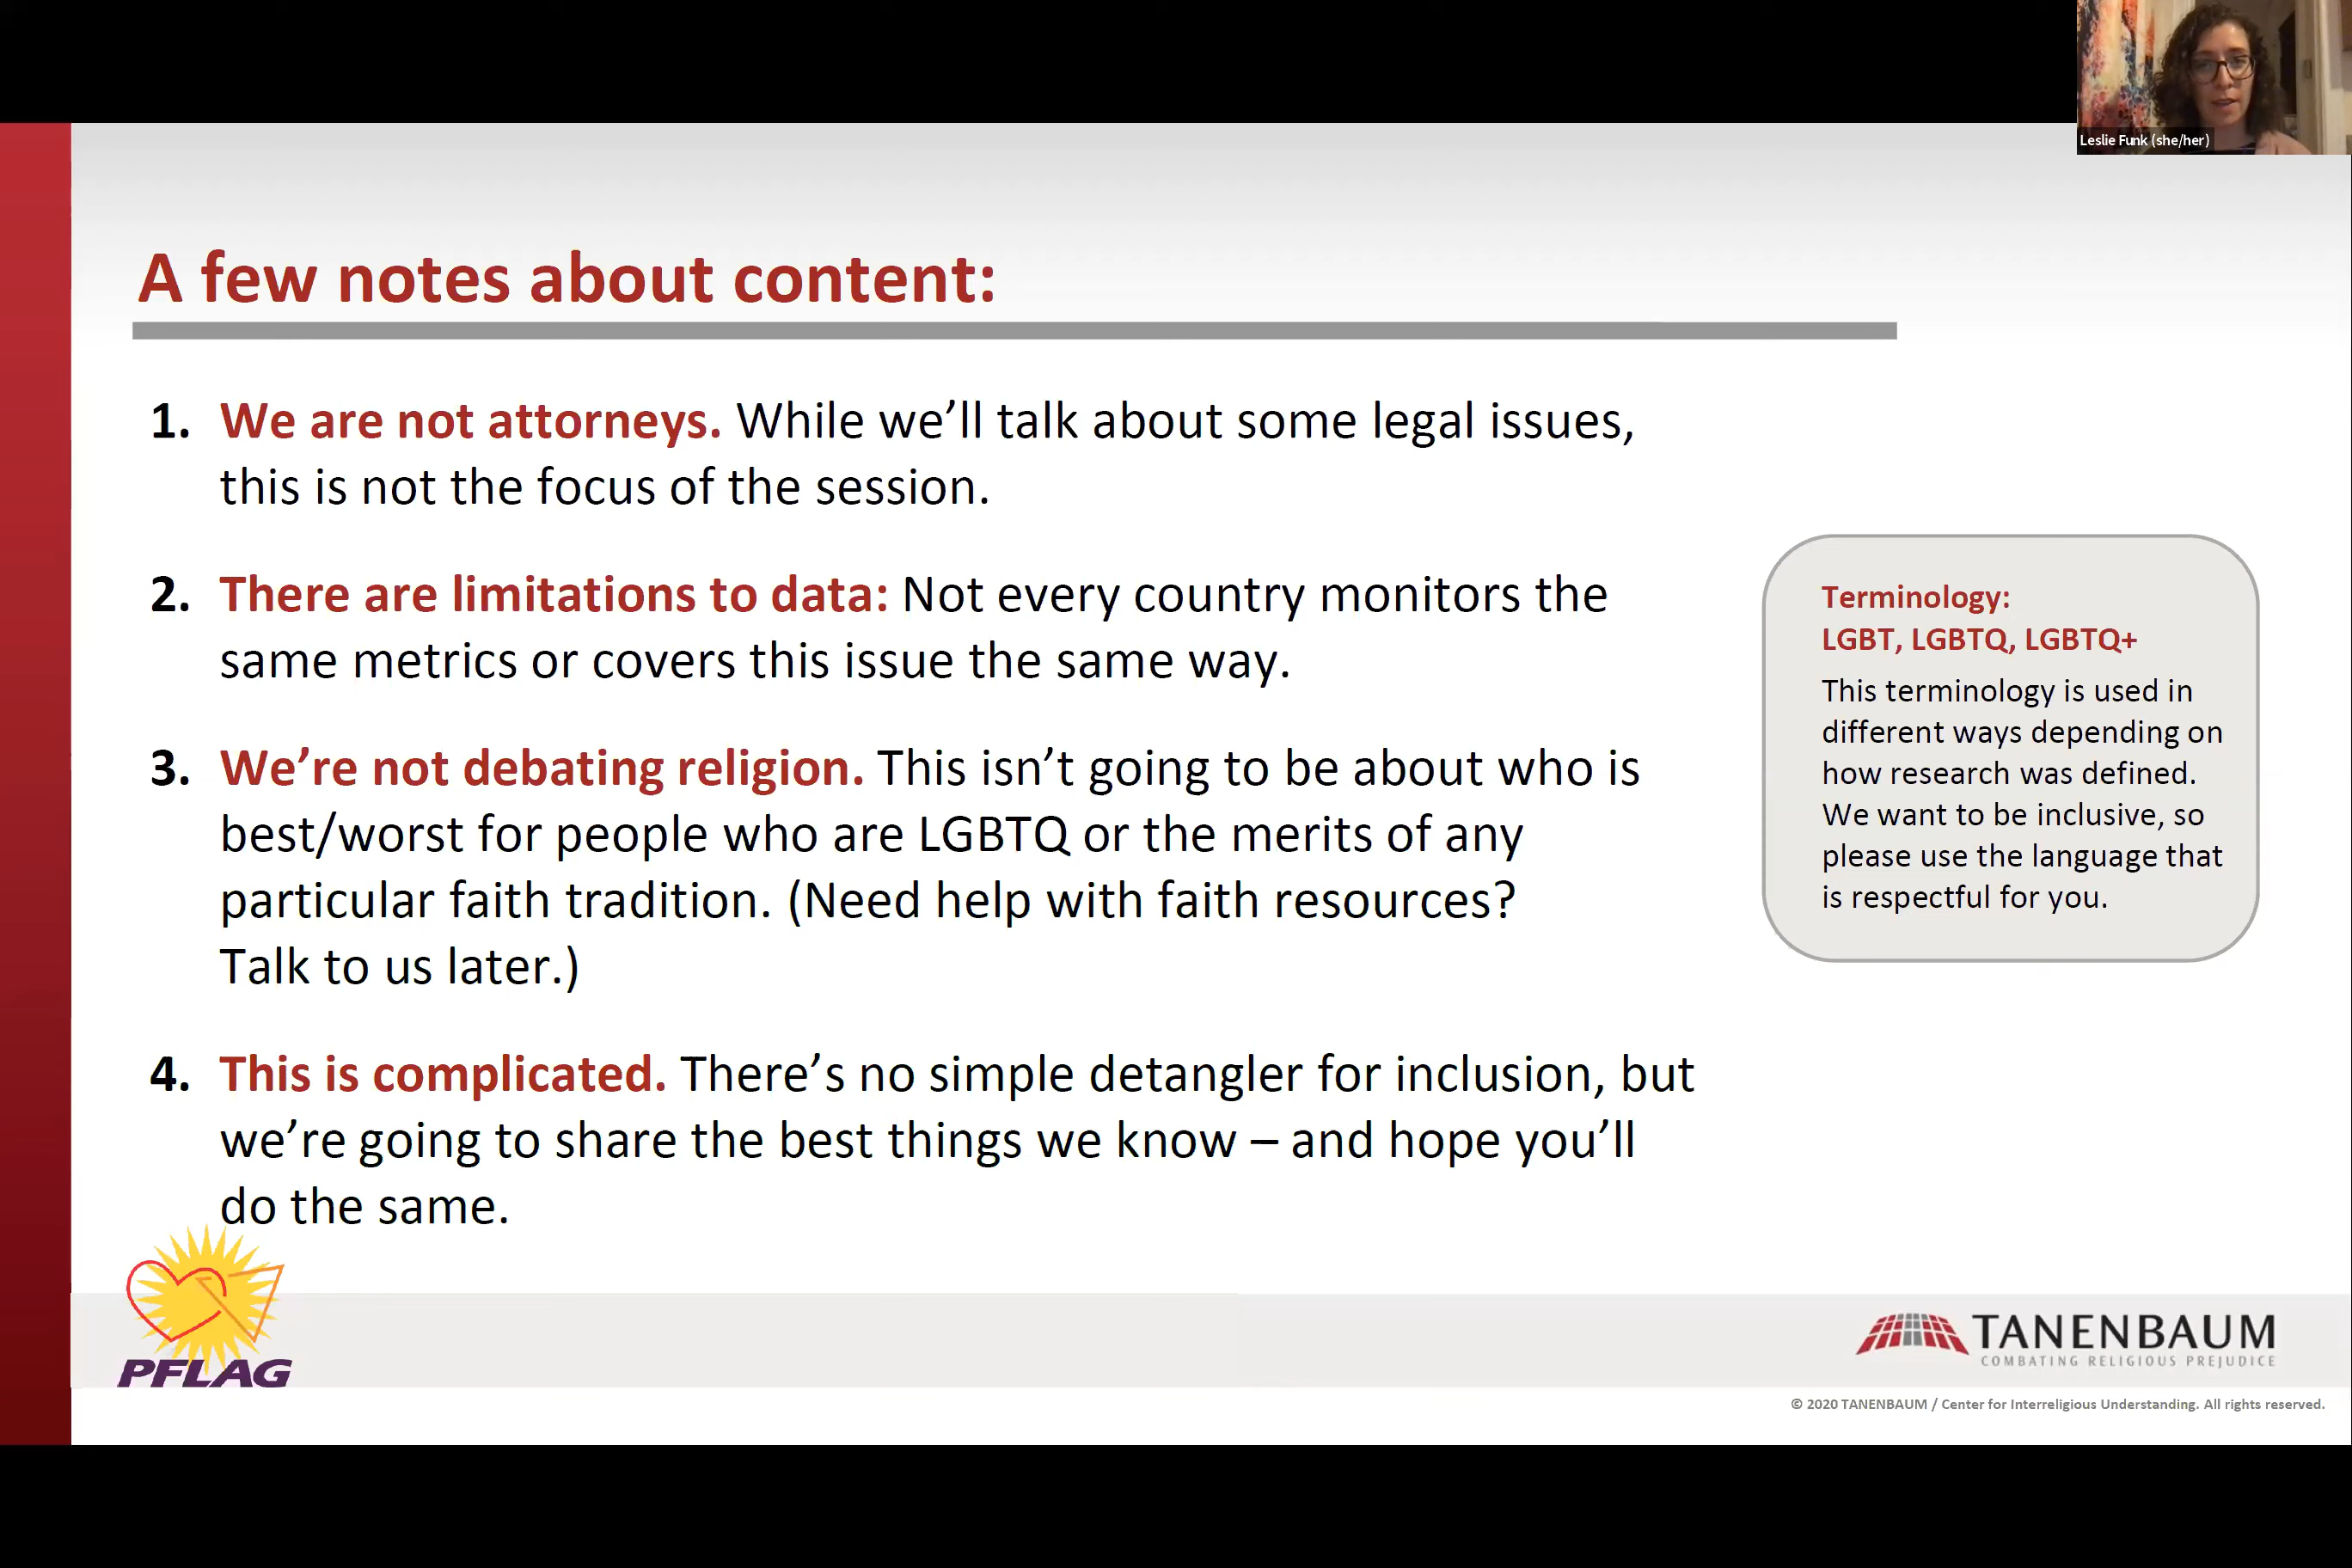 Leslie Funk (she/her)
A few notes about content:
1. We are not attorneys. While we’ll talk about some legal issues,
this is not the focus of the session.
2. There are limitations to data: Not every country monitors the
same metrics or covers this issue the same way.
3. We’re not debating religion. This isn’t going to be about who is
best/worst for people who are LGBTQ or the merits of any
particular faith tradition. (Need help with faith resources?
Talk to us later.)
4. This is complicated. There’s no simple detangler for inclusion, but
we’re going to share the best things we know – and hope you’ll
do the same.
Terminology:
LGBT, LGBTQ, LGBTQ+
This terminology is used in
different ways depending on
how research was defined.
We want to be inclusive, so
please use the language that
is respectful for you.
PFLAG
TANENBAUM
COMBATING RELIGIOUS PREJUDICE
© 2020 TANENBAUM / Center for Interreligious Understanding. All rights reserved.